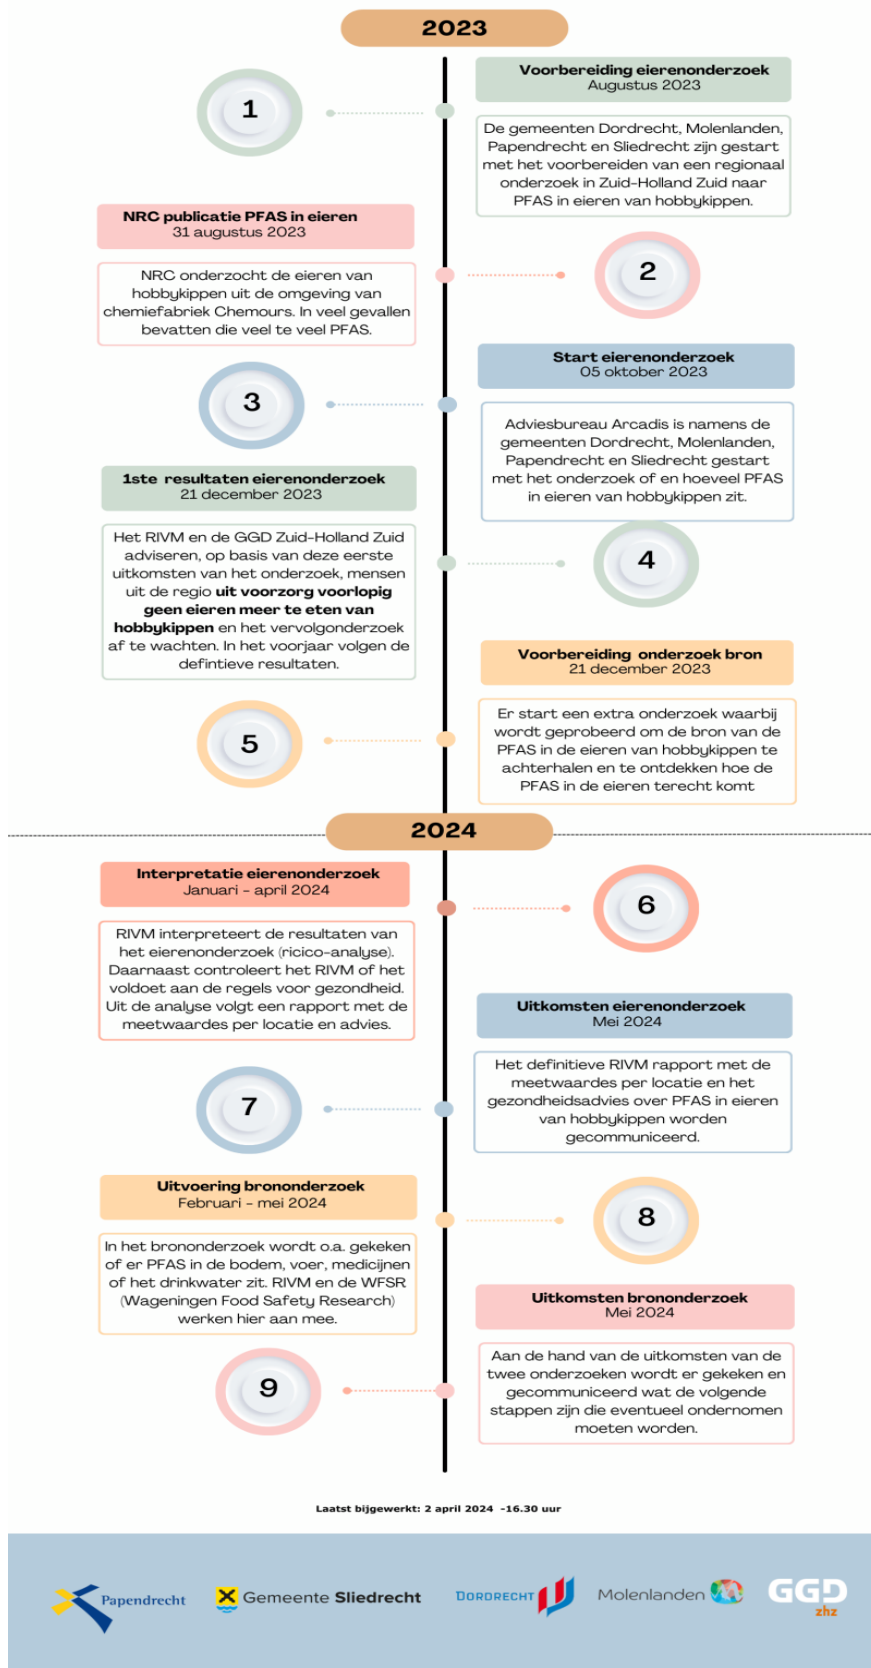 2023
1
Voorbereiding eierenonderzoek
Augustus 2023
De gemeenten Dordrecht, Molenlanden,
Papendrecht en Sliedrecht zijn gestart
met het voorbereiden van een regionaal
onderzoek in Zuid-Holland Zuid naar
PFAS in eieren van hobbykippen.
NRC publicatie PFAS in eieren
31 augustus 2023
NRC onderzocht de eieren van
hobbykippen uit de omgeving van
chemiefabriek Chemours. In veel gevallen
bevatten die veel te veel PFAS.
2
3
Start eierenonderzoek
05 oktober 2023
Adviesbureau Arcadis is namens de
gemeenten Dordrecht, Molenlanden,
Papendrecht en Sliedrecht gestart
met het onderzoek of en hoeveel PFAS
in eieren van hobbykippen zit.
1ste resultaten eierenonderzoek
21 december 2023
Het RIVM en de GGD Zuid-Holland Zuid
adviseren, op basis van deze eerste
uitkomsten van het onderzoek, mensen
uit de regio uit voorzorg voorlopig
geen eieren meer te eten van
hobbykippen en het vervolgonderzoek
af te wachten. In het voorjaar volgen de
defintieve resultaten.
4
5
Voorbereiding onderzoek bron
21 december 2023
Er start een extra onderzoek waarbij
wordt geprobeerd om de bron van de
PFAS in de eieren van hobbykippen te
achterhalen en te ontdekken hoe de
PFAS in de eieren terecht komt
2024
Interpretatie eierenonderzoek
Januari - april 2024
RIVM interpreteert de resultaten van
het eierenonderzoek (ricico-analyse).
Daarnaast controleert het RIVM of het
voldoet aan de regels voor gezondheid.
Uit de analyse volgt een rapport met de
meetwaardes per locatie en advies.
6
7
Uitkomsten eierenonderzoek
Mei 2024
Het definitieve RIVM rapport met de
meetwaardes per locatie en het
gezondheidsadvies over PFAS in eieren
van hobbykippen worden
gecommuniceerd.
Uitvoering brononderzoek
Februari - mei 2024
In het brononderzoek wordt o.a. gekeken
of er PFAS in de bodem, voer, medicijnen
of het drinkwater zit. RIVM en de WFSR
(Wageningen Food Safety Research)
werken hier aan mee.
8
9
Uitkomsten brononderzoek
Mei 2024
Aan de hand van de uitkomsten van de
twee onderzoeken wordt er gekeken en
gecommuniceerd wat de volgende
stappen zijn die eventueel ondernomen
moeten worden.
Laatst bijgewerkt: 2 april 2024 -16.30 uur
Papendrecht
Gemeente Sliedrecht
DORDRECHT
Molenlanden
GGD
zhz